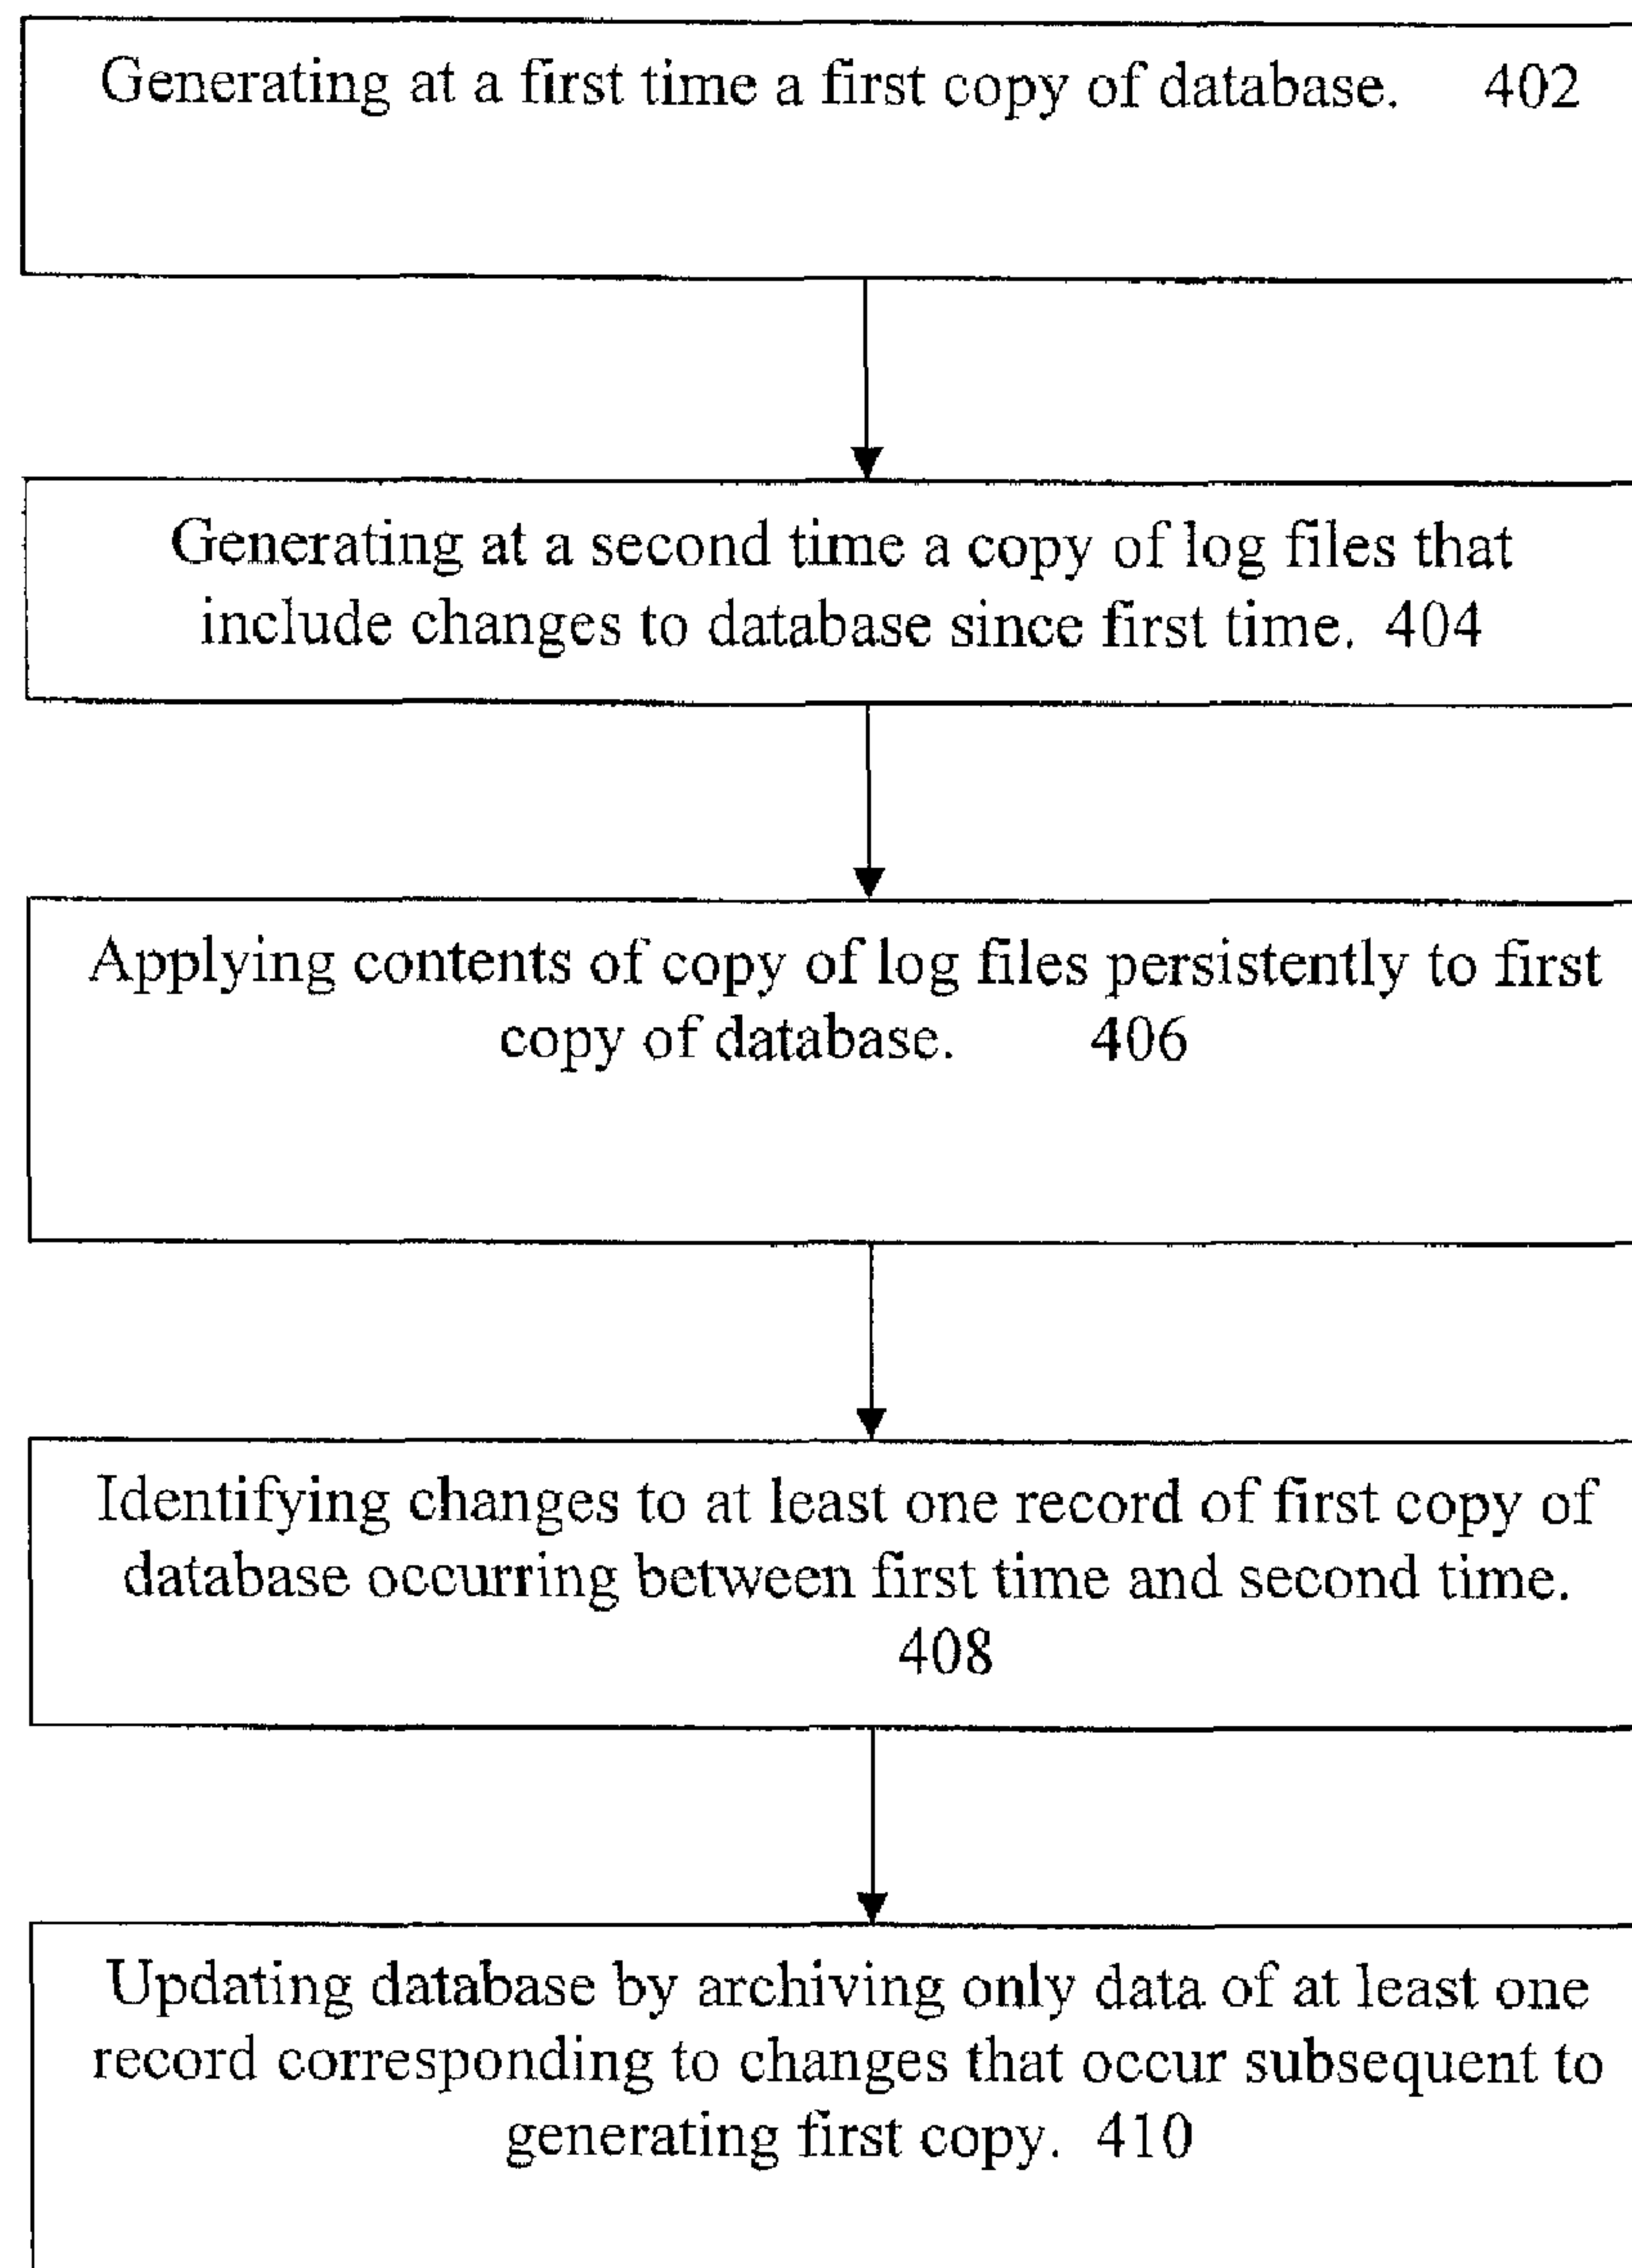 Generating at a first time a first copy of database. 402
Generating at a second time a copy of log files that
include changes to database since first time. 404
Applying contents of copy of log files persistently to first
copy of database. 406
Identifying changes to at least one record of first copy of
database occurring between first time and second time.
408
Updating database by archiving only data of at least one
record corresponding to changes that occur subsequent to
generating first copy. 410